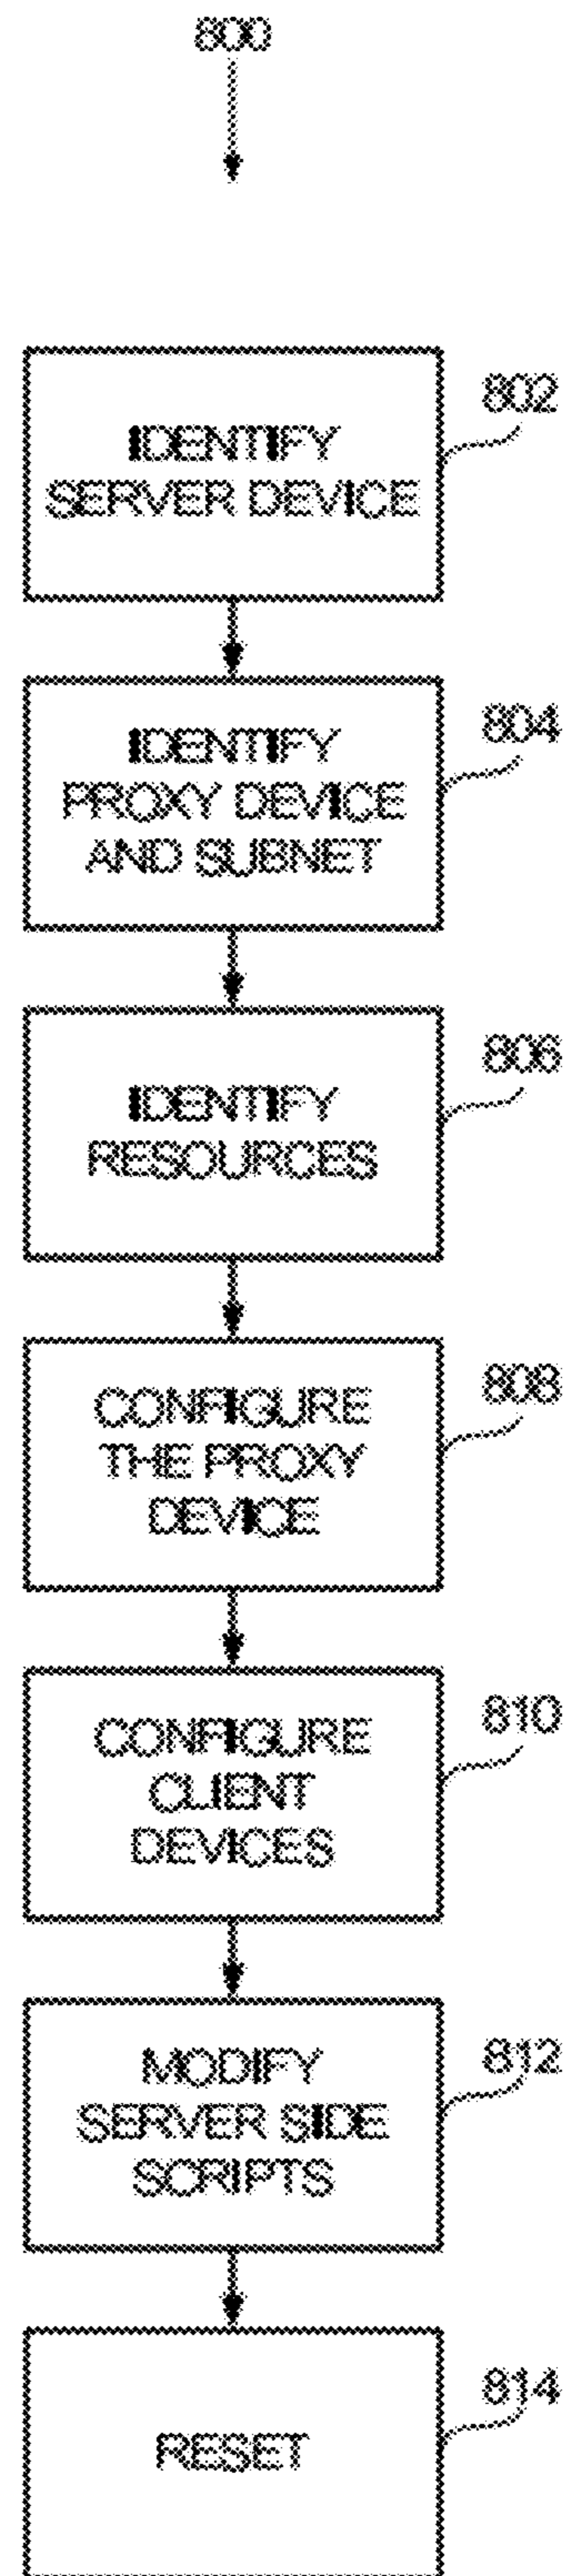 800
802
IDENTIFY
SERVER DEVICE
804
IDENTIFY
PROXY DEVICE
AND SUBNET
806
IDENTIFY
RESOURCES
808
CONFIGURE
THE PROXY
DEVICE
810
CONFIGURE
CLIENT
DEVICES
812
MODIFY
SERVER SIDE
SCRIPTS
814
RESET